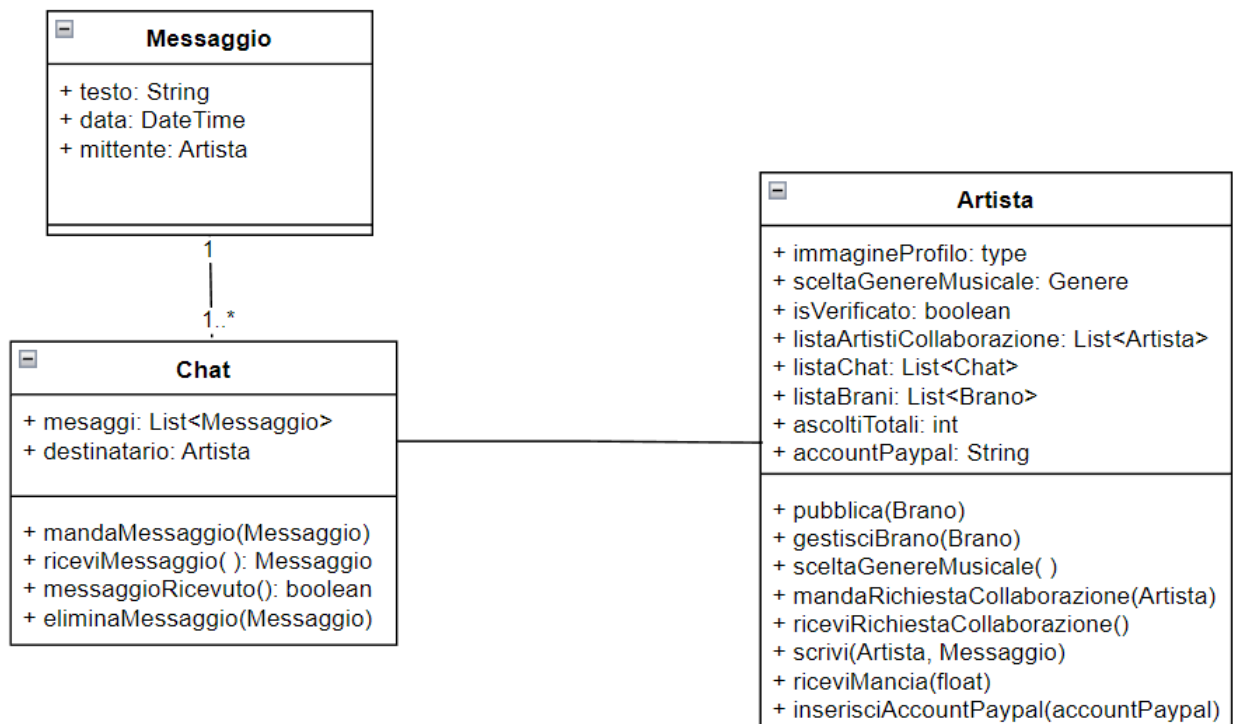 Messaggio
+ testo: String
+ data: DateTime
+ mittente: Artista
1
1..*
Chat
+ mesaggi: List<Messaggio>
+ destinatario: Artista
+ mandaMessaggio(Messaggio)
+ riceviMessaggio( ): Messaggio
+ messaggioRicevuto(): boolean
+ eliminaMessaggio(Messaggio)
Artista
+ immagineProfilo: type
+ sceltaGenereMusicale: Genere
+ isVerificato: boolean
+ listaArtistiCollaborazione: List<Artista>
+ listaChat: List<Chat>
+ listaBrani: List<Brano>
+ ascoltiTotali: int
+ accountPaypal: String
+ pubblica(Brano)
+ gestisciBrano(Brano)
+ sceltaGenereMusicale( )
+ mandaRichiestaCollaborazione(Artista)
+ riceviRichiestaCollaborazione()
+ scrivi(Artista, Messaggio)
+ riceviMancia(float)
+ inserisciAccountPaypal(accountPaypal)